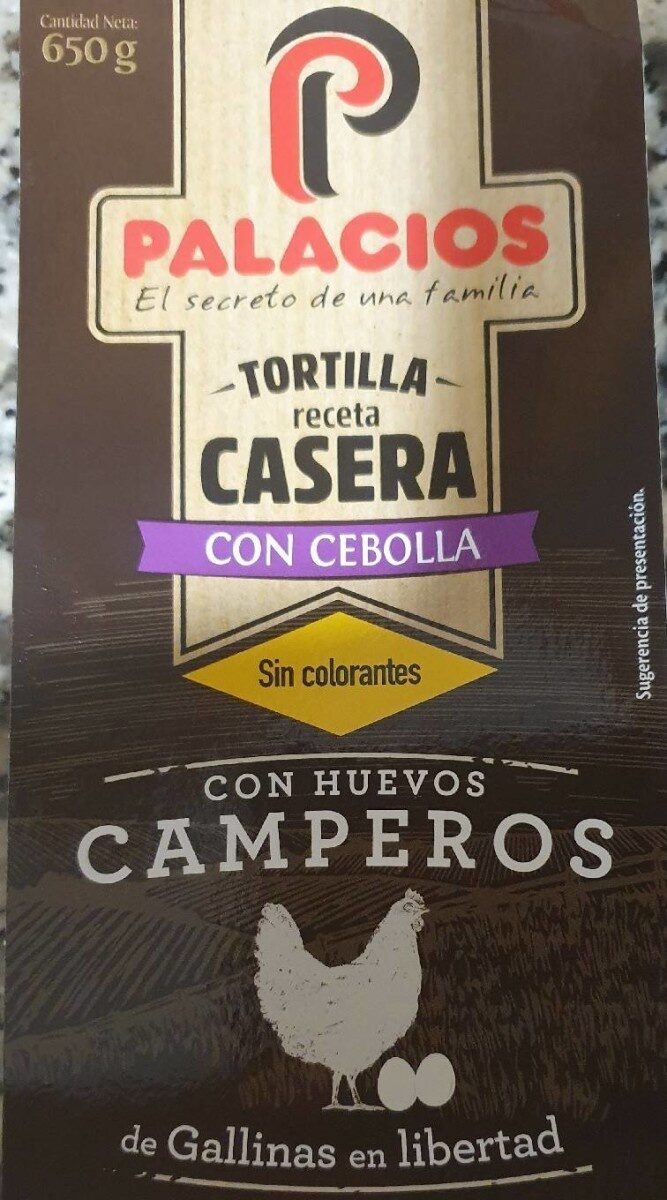 Cantidad Neta:
650 g
PALACIOS
El secreto de una familia
TORTILLA
receta
CASERA
CON CEBOLLA
Sin colorantes
Sugerencia de presentación.
CON HUEVOS
CAMPEROS
de Gallinas en libertad